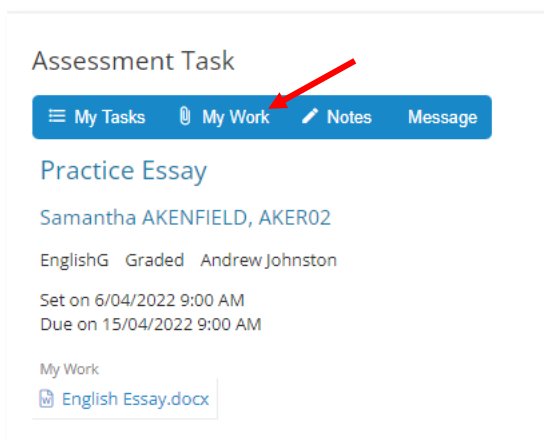 Assessment Task
My Tasks My Work Notes Message
Practice Essay
Samantha AKENFIELD, AKER02
EnglishG Graded Andrew Johnston
Set on 6/04/2022 9:00 AM
Due on 15/04/2022 9:00 AM
My Work
English Essay.docx